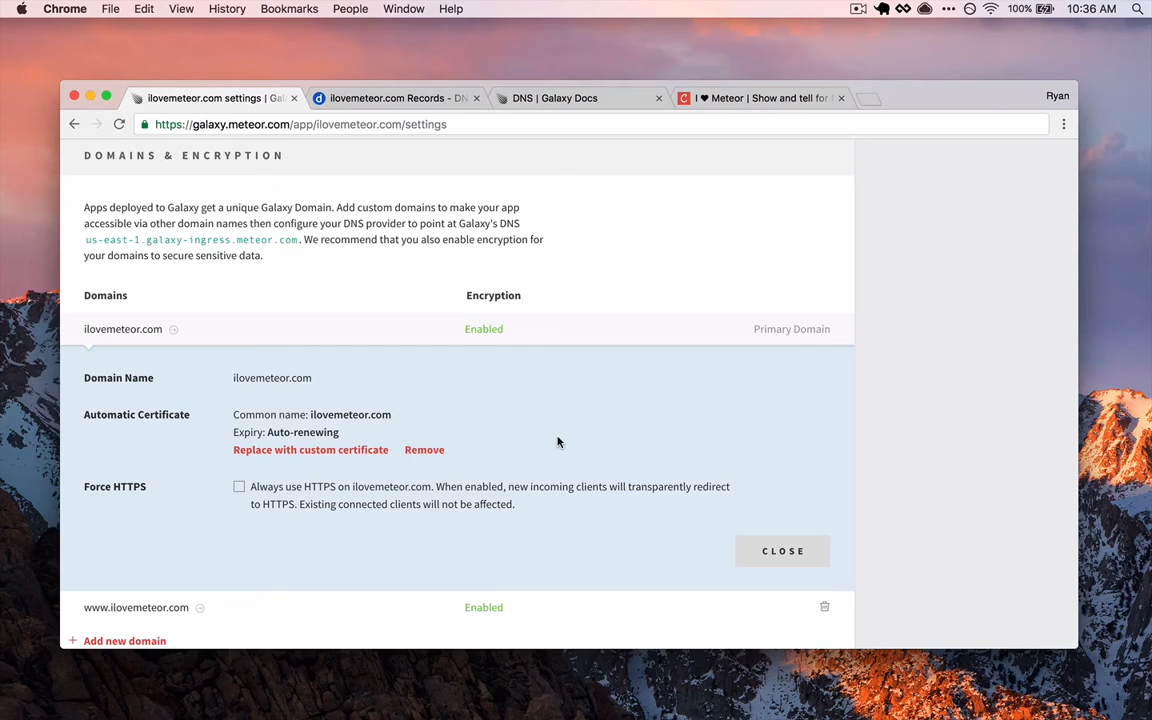 Chrome File Edit View History Bookmarks People Window Help 100% 10:36 AM
ilovemeteor.com settings | Gal ilovemeteor.com Records - DN DNS | Galaxy Docs I ♥ Meteor | Show and tell for Ryan
https://galaxy.meteor.com/app/ilovemeteor.com/settings
DOMAINS & ENCRYPTION
Apps deployed to Galaxy get a unique Galaxy Domain. Add custom domains to make your app
accessible via other domain names then configure your DNS provider to point at Galaxy's DNS
us-east-1.galaxy-ingress.meteor.com. We recommend that you also enable encryption for
your domains to secure sensitive data.
Domains Encryption
ilovemeteor.com Enabled Primary Domain
Domain Name ilovemeteor.com
Automatic Certificate Common name: ilovemeteor.com
Expiry: Auto-renewing
Replace with custom certificate Remove
Force HTTPS Always use HTTPS on ilovemeteor.com. When enabled, new incoming clients will transparently redirect
to HTTPS. Existing connected clients will not be affected.
CLOSE
www.ilovemeteor.com Enabled
+ Add new domain